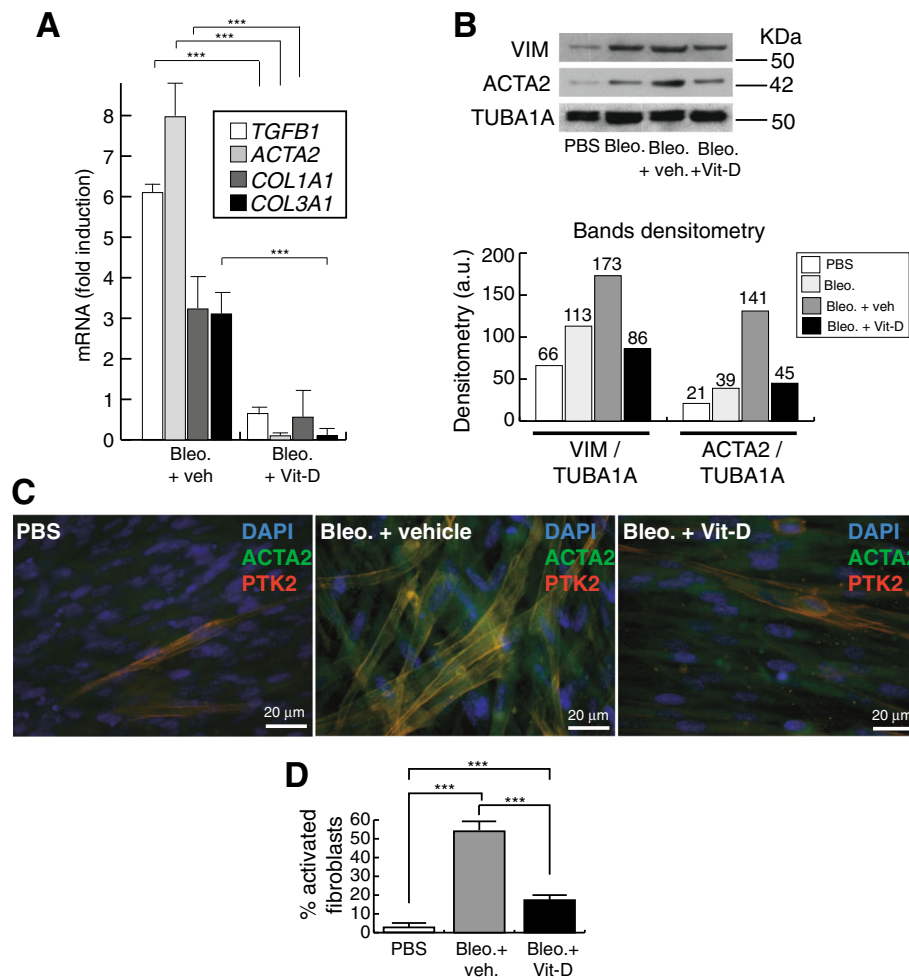 A
***
***
***
8
7
6
5
4
3
2
1
0
mRNA (fold induction)
TGFB1
ACTA2
COL1A1
COL3A1
***
Bleo.
+ veh
Bleo.
+ Vit-D
B
VIM
ACTA2
TUBA1A
KDa
50
42
50
PBS
Bleo.
Bleo.
+ veh.
Bleo.
+Vit-D
Bands densitometry
Densitometry (a.u.)
200
150
100
50
0
66
113
173
86
21
39
141
45
PBS
Bleo.
Bleo. + veh
Bleo. + Vit-D
VIM /
TUBA1A
ACTA2 /
TUBA1A
C
PBS
DAPI
ACTA2
PTK2
20 μm
Bleo. + vehicle
DAPI
ACTA2
PTK2
20 μm
Bleo. + Vit-D
DAPI
ACTA2
PTK2
20 μm
D
***
***
***
% activated
fibroblasts
60
50
40
30
20
10
0
PBS
Bleo.+
veh.
Bleo.+
Vit-D